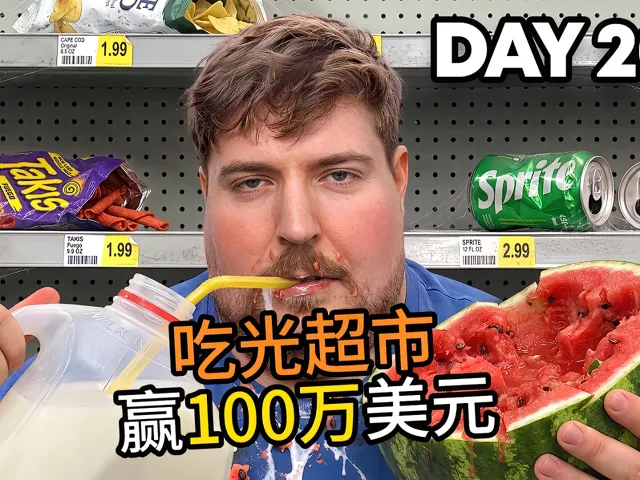 DAY 2
CAPE COD
Original
8.5 OZ
1.99
Takis
TAKIS
Fuego
9.9 OZ
1.99
Sprite
SPRITE
12 FL OZ
2.99
MILK
吃光超市
赢100万美元